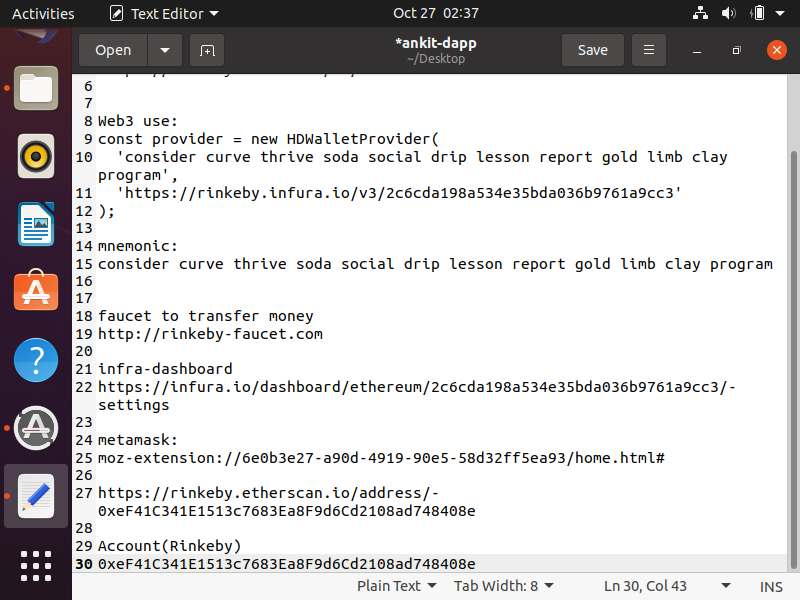 Activities
Text Editor
Oct 27 02:37
Open
*ankit-dapp
~/Desktop
Save
6
7
8 Web3 use:
9 const provider = new HDWalletProvider(
10 'consider curve thrive soda social drip lesson report gold limb clay
program',
11 'https://rinkeby.infura.io/v3/2c6cda198a534e35bda036b9761a9cc3'
12 );
13
14 mnemonic:
15 consider curve thrive soda social drip lesson report gold limb clay program
16
17
18 faucet to transfer money
19 http://rinkeby-faucet.com
20
21 infra-dashboard
22 https://infura.io/dashboard/ethereum/2c6cda198a534e35bda036b9761a9cc3/-
settings
23
24 metamask:
25 moz-extension://6e0b3e27-a90d-4919-90e5-58d32ff5ea93/home.html#
26
27 https://rinkeby.etherscan.io/address/-
0xeF41C341E1513c7683Ea8F9d6Cd2108ad748408e
28
29 Account(Rinkeby)
30 0xeF41C341E1513c7683Ea8F9d6Cd2108ad748408e
Plain Text
Tab Width: 8
Ln 30, Col 43
INS